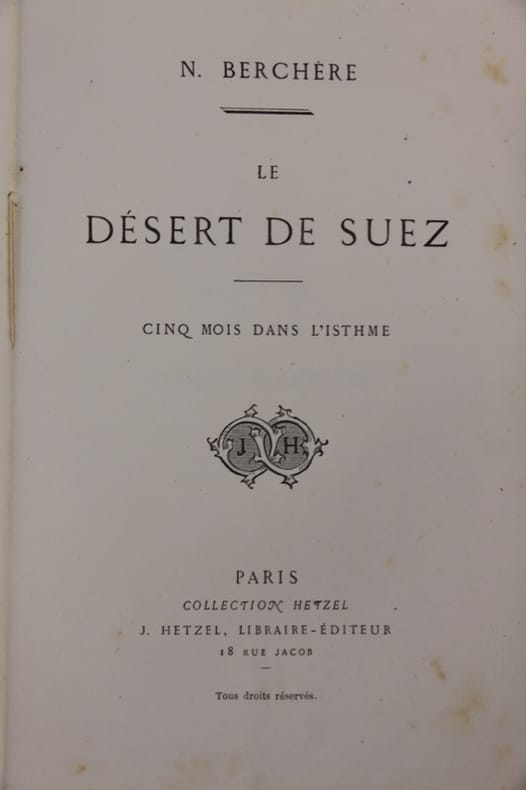 N. BERCHÈRE
LE
DÉSERT DE SUEZ
CINQ MOIS DANS L'ISTHME
J H
PARIS
COLLECTION HETZEL
J. HETZEL, LIBRAIRE-ÉDITEUR
18 RUE JACOB
Tous droits réservés.